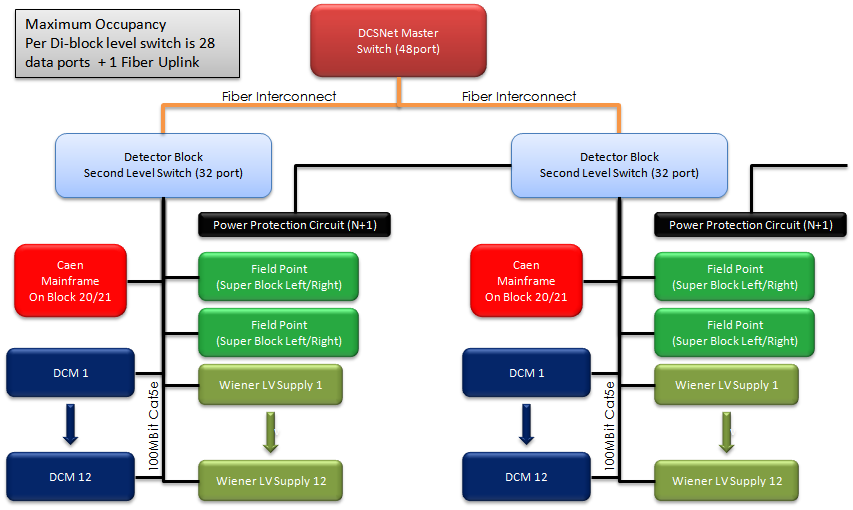 Maximum Occupancy
Per Di-block level switch is 28
data ports + 1 Fiber Uplink
DCSNet Master
Switch (48port)
Fiber Interconnect
Fiber Interconnect
Detector Block
Second Level Switch (32 port)
Detector Block
Second Level Switch (32 port)
Power Protection Circuit (N+1)
Power Protection Circuit (N+1)
Caen
Mainframe
On Block 20/21
Field Point
(Super Block Left/Right)
Caen
Mainframe
On Block 20/21
Field Point
(Super Block Left/Right)
Field Point
(Super Block Left/Right)
Field Point
(Super Block Left/Right)
DCM 1
Wiener LV Supply 1
DCM 1
Wiener LV Supply 1
100MBit Cat5e
100MBit Cat5e
DCM 12
Wiener LV Supply 12
DCM 12
Wiener LV Supply 12